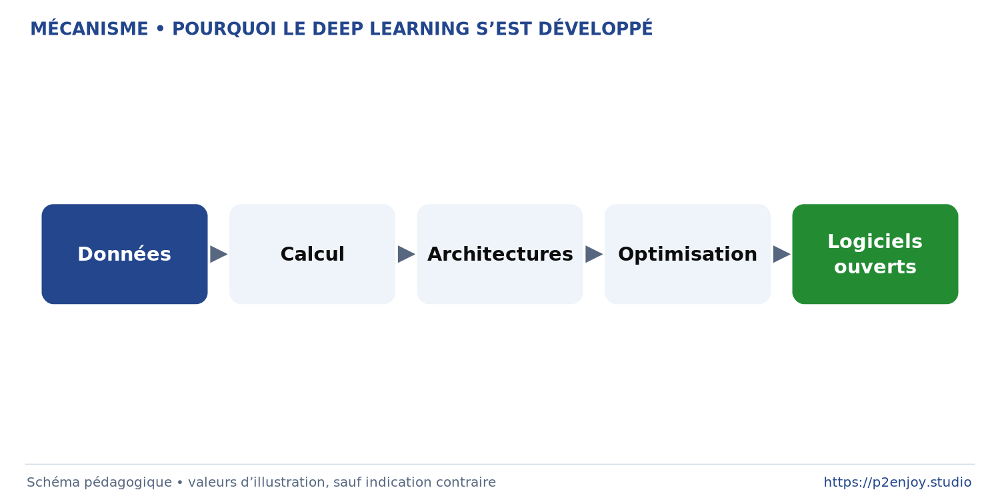 MÉCANISME • POURQUOI LE DEEP LEARNING S’EST DÉVELOPPÉ
Données
Calcul
Architectures
Optimisation
Logiciels
ouverts
Schéma pédagogique • valeurs d’illustration, sauf indication contraire
https://p2enjoy.studio